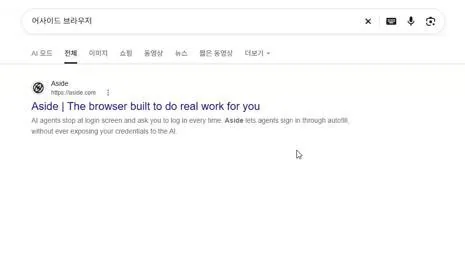 어사이드 브라우저
AI 모드 전체 이미지 쇼핑 동영상 뉴스 짧은 동영상 더보기
Aside
https://aside.com
Aside | The browser built to do real work for you
AI agents stop at login screen and ask you to log in every time. Aside lets agents sign in through autofill,
without ever exposing your credentials to the AI.